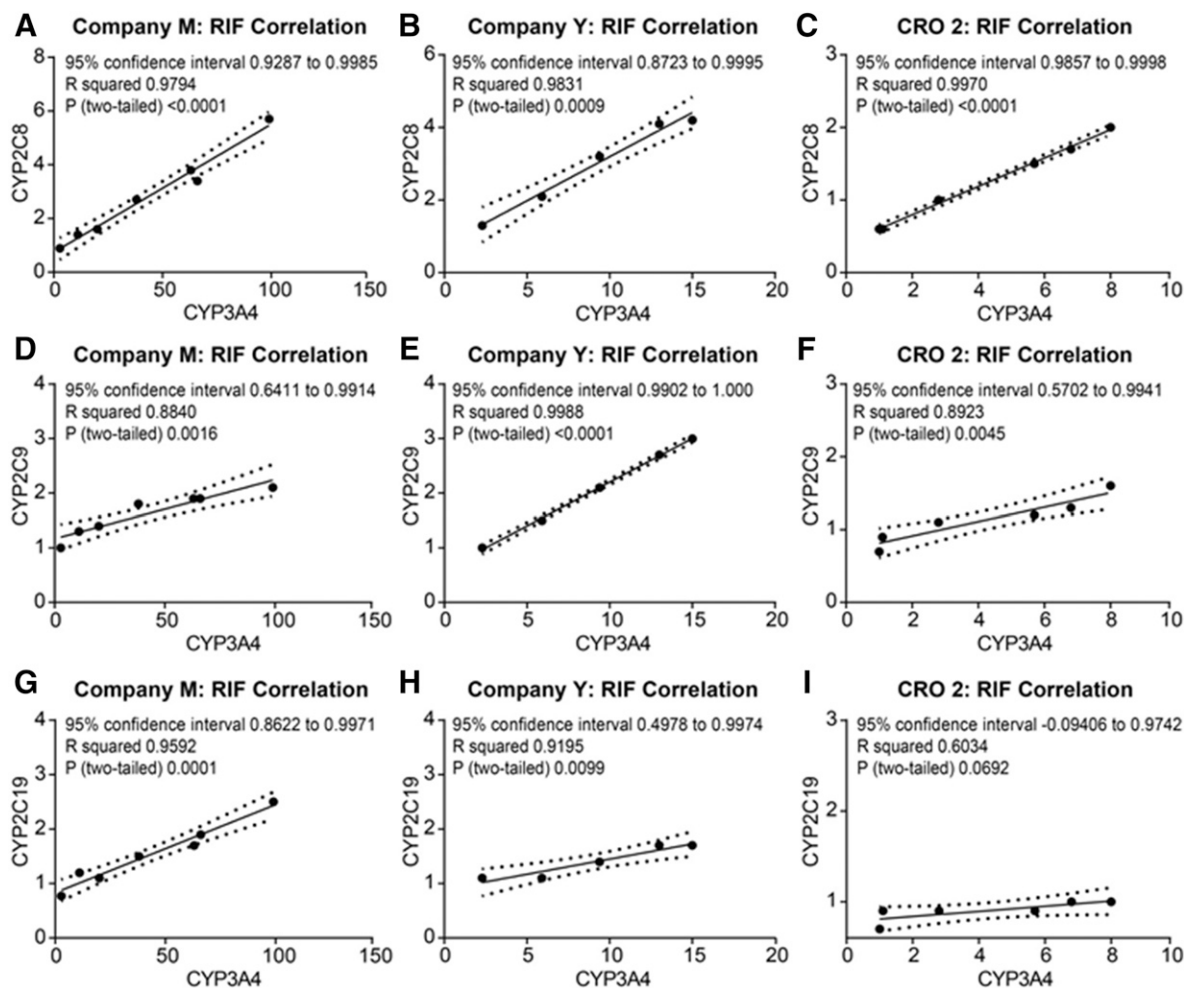 A Company M: RIF Correlation
95% confidence interval 0.9287 to 0.9985
R squared 0.9794
P (two-tailed) <0.0001
CYP2C8
8
6
4
2
0
0 50 100 150
CYP3A4
B Company Y: RIF Correlation
95% confidence interval 0.8723 to 0.9995
R squared 0.9831
P (two-tailed) 0.0009
CYP2C8
6
4
2
0
0 5 10 15 20
CYP3A4
C CRO 2: RIF Correlation
95% confidence interval 0.9857 to 0.9998
R squared 0.9970
P (two-tailed) <0.0001
CYP2C8
3
2
1
0
0 2 4 6 8 10
CYP3A4
D Company M: RIF Correlation
95% confidence interval 0.6411 to 0.9914
R squared 0.8840
P (two-tailed) 0.0016
CYP2C9
4
3
2
1
0
0 50 100 150
CYP3A4
E Company Y: RIF Correlation
95% confidence interval 0.9902 to 1.000
R squared 0.9988
P (two-tailed) <0.0001
CYP2C9
4
3
2
1
0
0 5 10 15 20
CYP3A4
F CRO 2: RIF Correlation
95% confidence interval 0.5702 to 0.9941
R squared 0.8923
P (two-tailed) 0.0045
CYP2C9
3
2
1
0
0 2 4 6 8 10
CYP3A4
G Company M: RIF Correlation
95% confidence interval 0.8622 to 0.9971
R squared 0.9592
P (two-tailed) 0.0001
CYP2C19
4
3
2
1
0
0 50 100 150
CYP3A4
H Company Y: RIF Correlation
95% confidence interval 0.4978 to 0.9974
R squared 0.9195
P (two-tailed) 0.0099
CYP2C19
4
3
2
1
0
0 5 10 15 20
CYP3A4
I CRO 2: RIF Correlation
95% confidence interval -0.09406 to 0.9742
R squared 0.6034
P (two-tailed) 0.0692
CYP2C19
3
2
1
0 2 4 6 8 10
CYP3A4